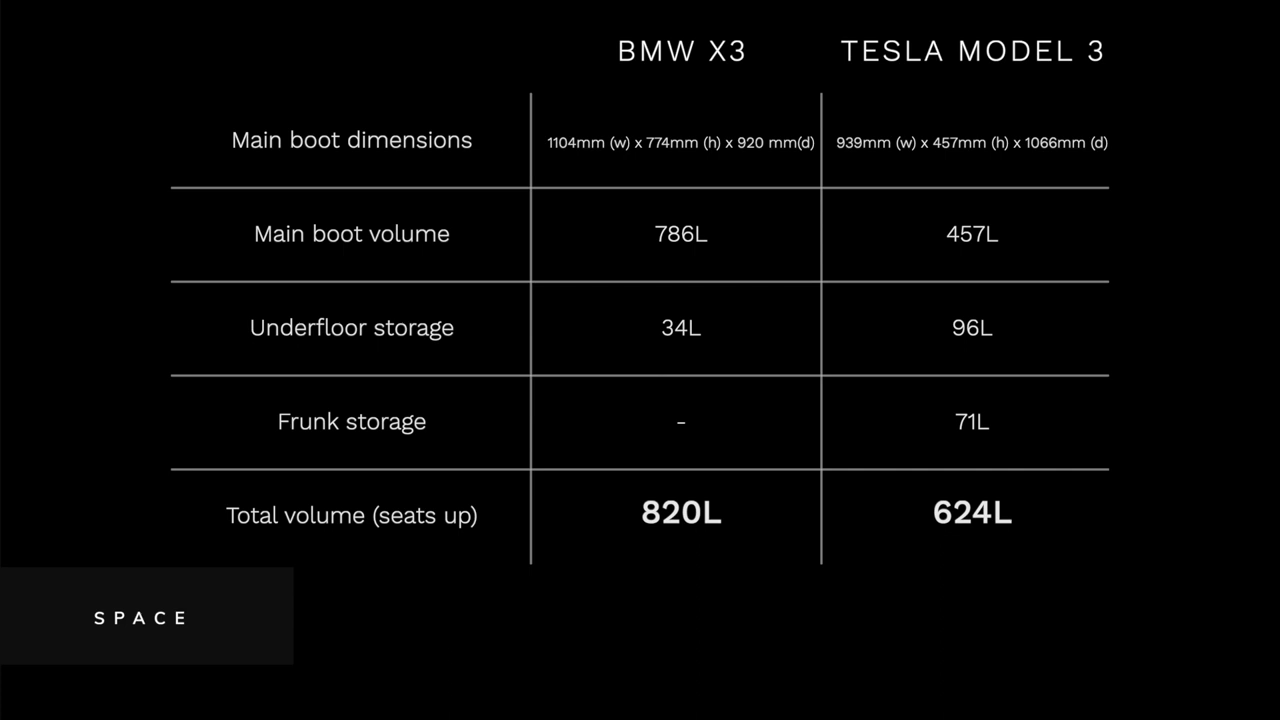 BMW X3 TESLA MODEL 3
Main boot dimensions 1104mm (w) x 774mm (h) x 920 mm(d) 939mm (w) x 457mm (h) x 1066mm (d)
Main boot volume 786L 457L
Underfloor storage 34L 96L
Frunk storage - 71L
Total volume (seats up) 820L 624L
SPACE